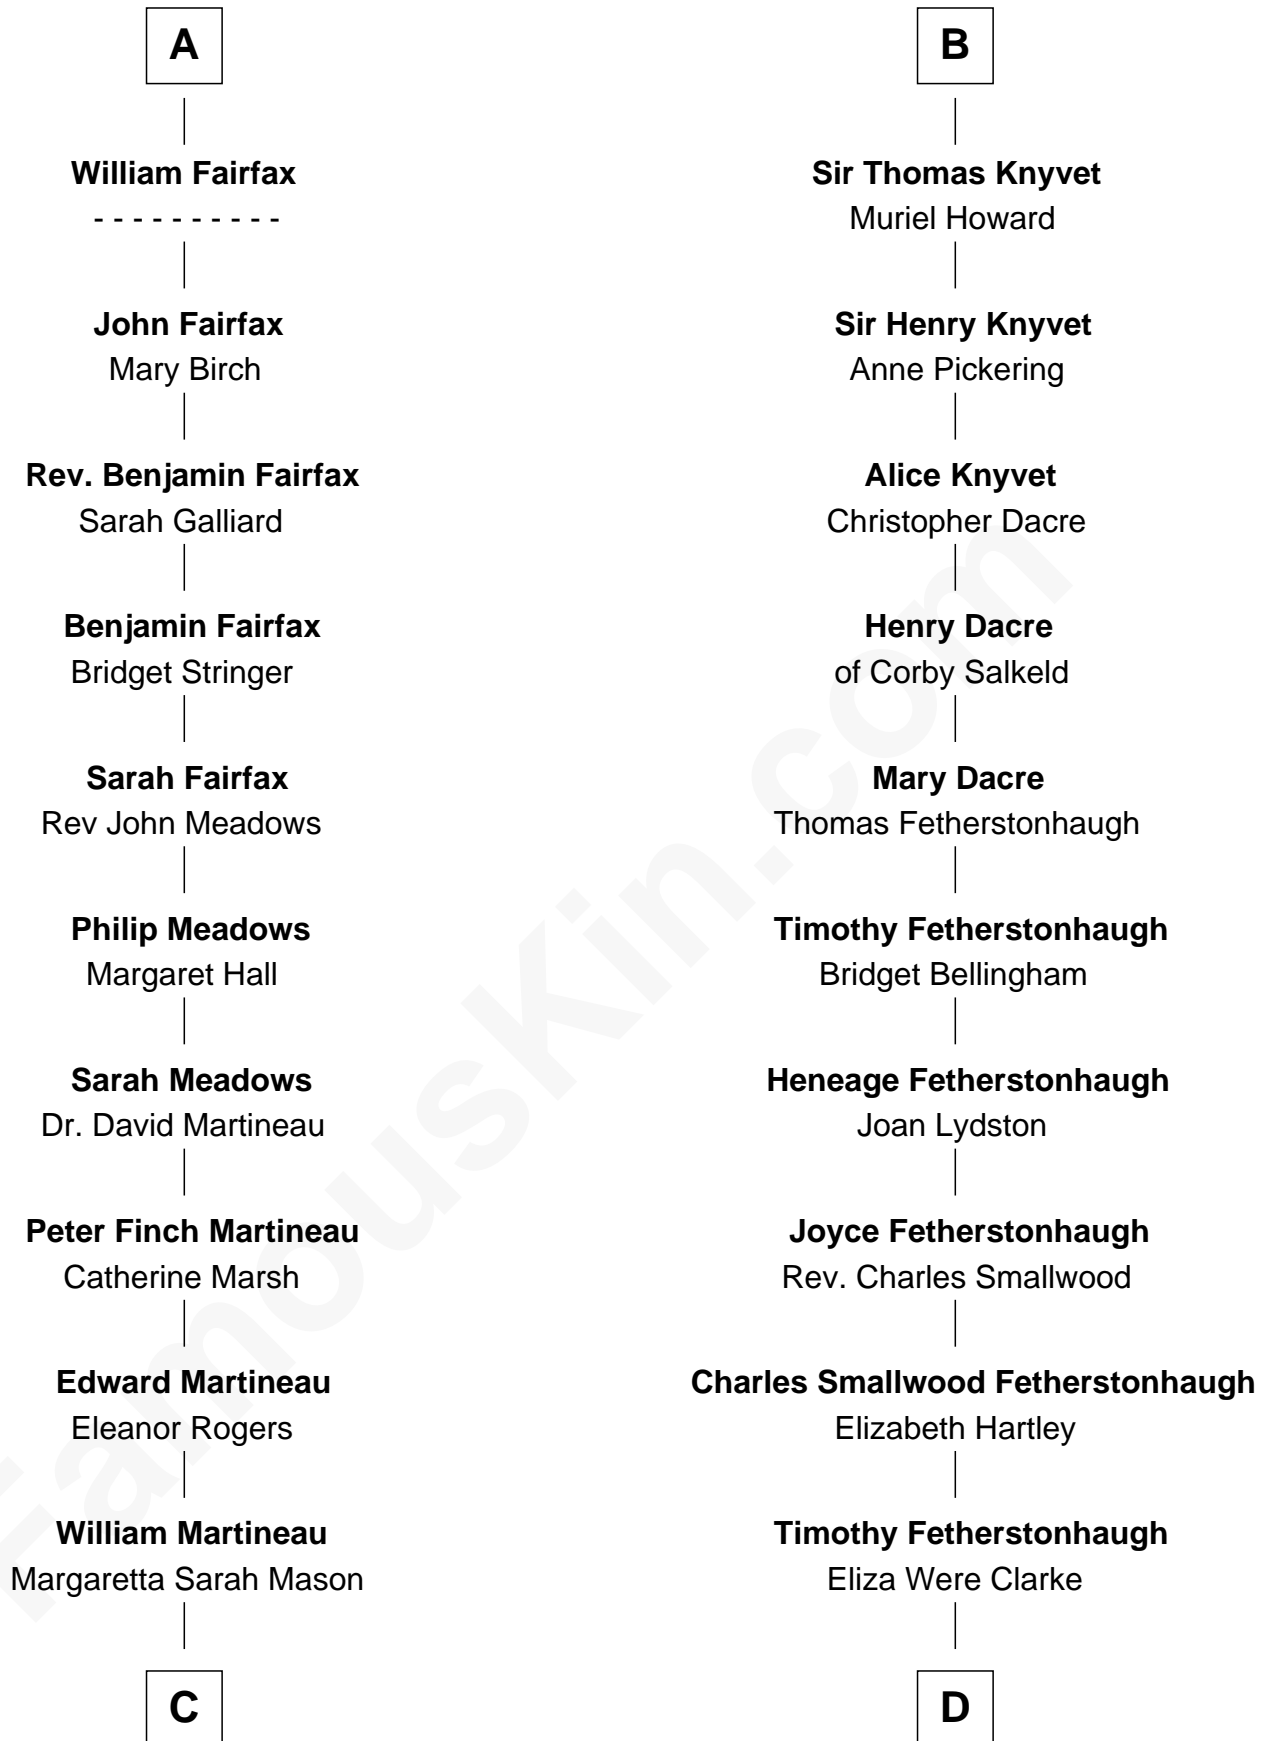 A
William Fairfax
- - - - - - - - - -
John Fairfax
Mary Birch
Rev. Benjamin Fairfax
Sarah Galliard
Benjamin Fairfax
Bridget Stringer
Sarah Fairfax
Rev John Meadows
Philip Meadows
Margaret Hall
Sarah Meadows
Dr. David Martineau
Peter Finch Martineau
Catherine Marsh
Edward Martineau
Eleanor Rogers
William Martineau
Margaretta Sarah Mason
C
B
Sir Thomas Knyvet
Muriel Howard
Sir Henry Knyvet
Anne Pickering
Alice Knyvet
Christopher Dacre
Henry Dacre
of Corby Salkeld
Mary Dacre
Thomas Fetherstonhaugh
Timothy Fetherstonhaugh
Bridget Bellingham
Heneage Fetherstonhaugh
Joan Lydston
Joyce Fetherstonhaugh
Rev. Charles Smallwood
Charles Smallwood Fetherstonhaugh
Elizabeth Hartley
Timothy Fetherstonhaugh
Eliza Were Clarke
D
FamousKin.com